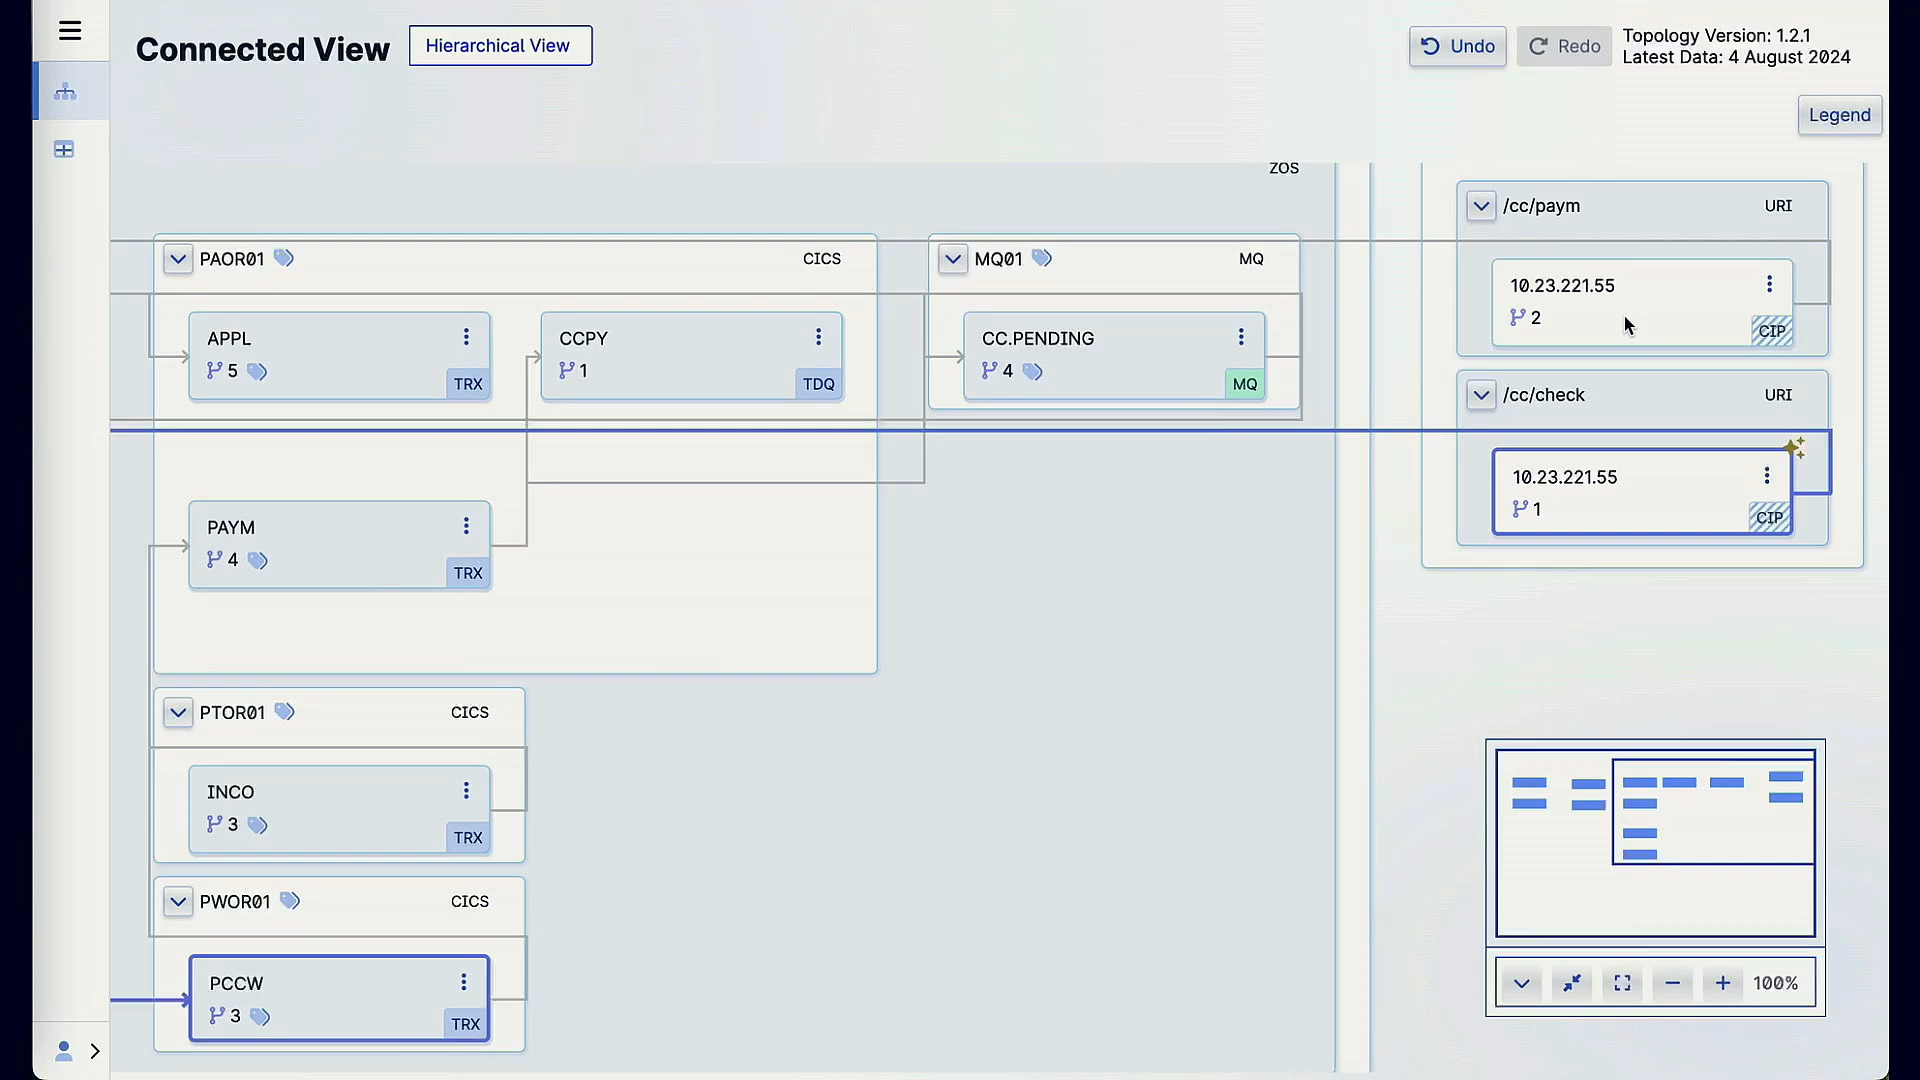 Connected View
Hierarchical View
Undo
Redo
Topology Version: 1.2.1
Latest Data: 4 August 2024
Legend
ZOS
/cc/paym
URI
10.23.221.55
2
CIP
/cc/check
URI
10.23.221.55
1
CIP
PAOR01
CICS
APPL
5
TRX
CCPY
1
TDQ
MQ01
MQ
CC.PENDING
4
MQ
PAYM
4
TRX
PTOR01
CICS
INCO
3
TRX
PWOR01
CICS
PCCW
3
TRX
100%